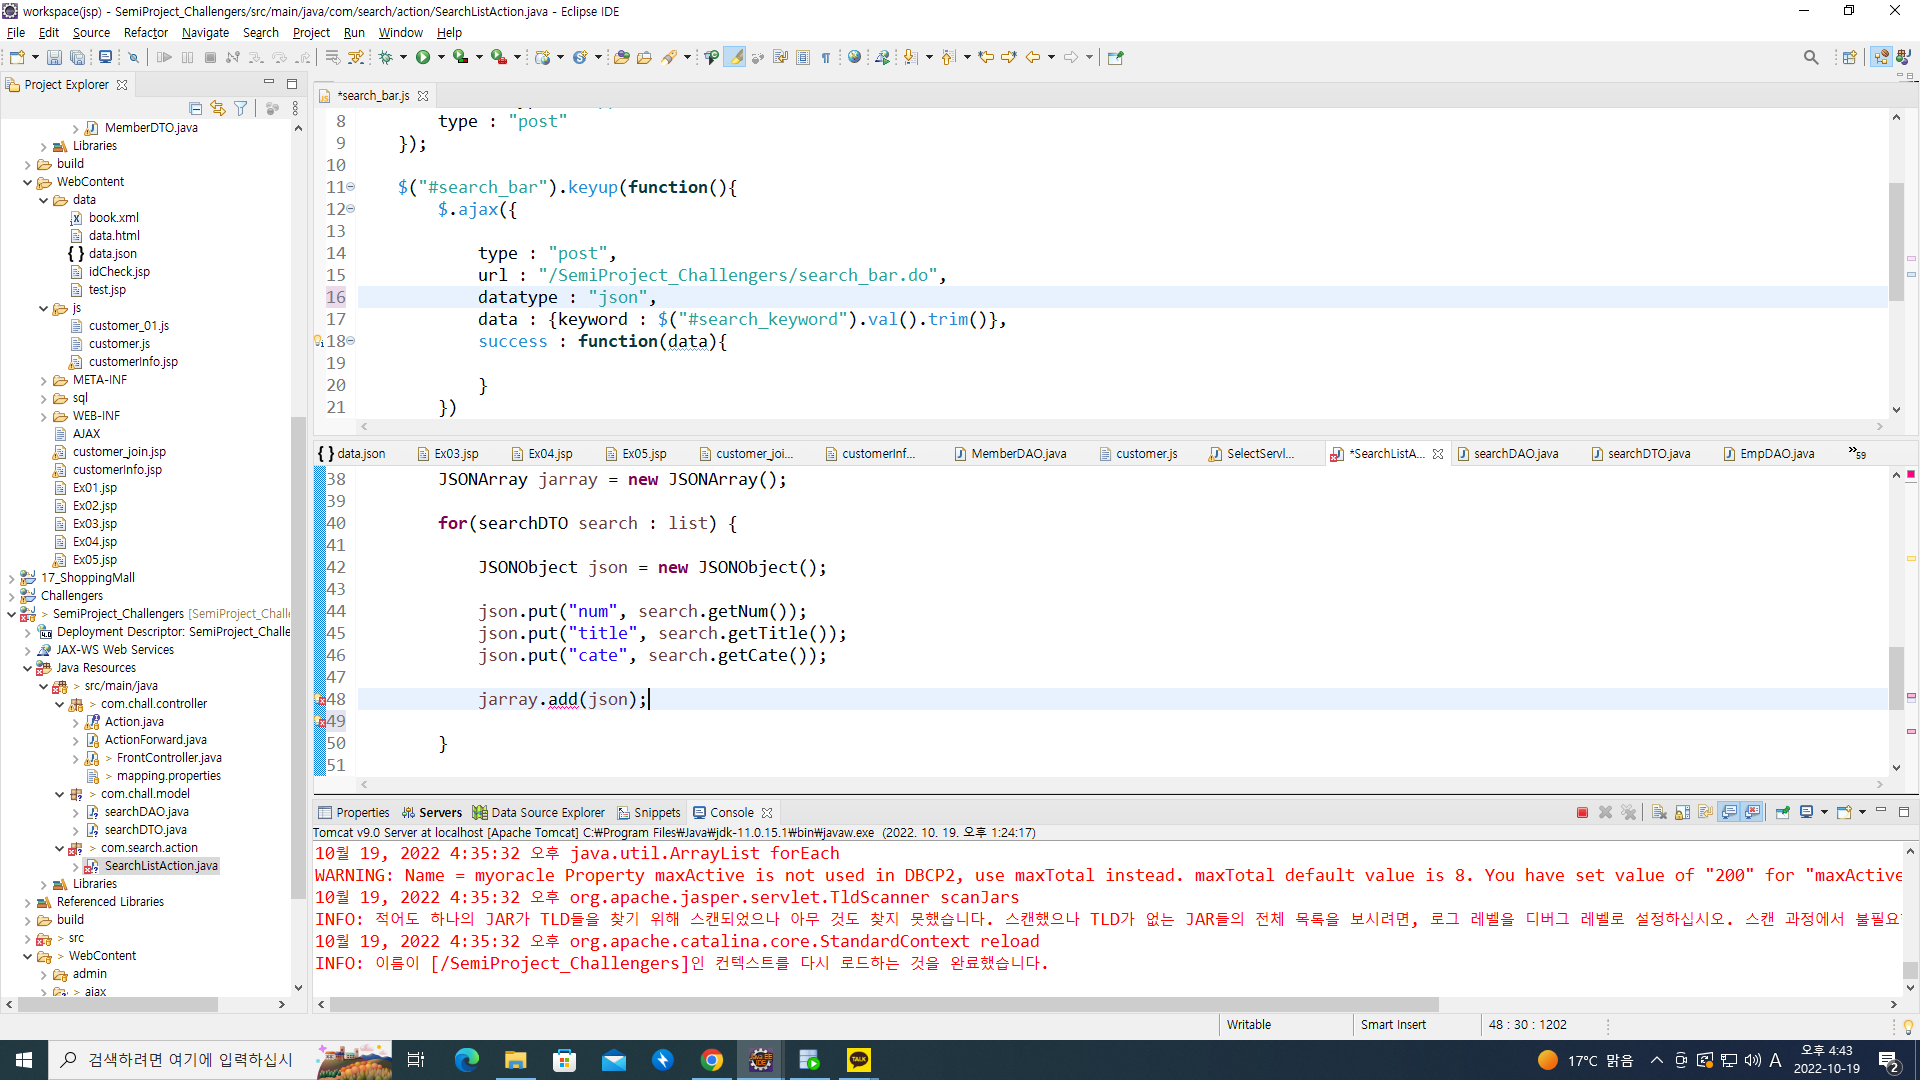 workspace(jsp) - SemiProject_Challengers/src/main/java/com/search/action/SearchListAction.java - Eclipse IDE
File Edit Source Refactor Navigate Search Project Run Window Help
Project Explorer
MemberDTO.java
Libraries
build
WebContent
data
book.xml
data.html
data.json
idCheck.jsp
test.jsp
js
customer_01.js
customer.js
customerInfo.jsp
META-INF
sql
WEB-INF
AJAX
customer_join.jsp
customerInfo.jsp
Ex01.jsp
Ex02.jsp
Ex03.jsp
Ex04.jsp
Ex05.jsp
17_ShoppingMall
Challengers
> SemiProject_Challengers [SemiProject_Chall
Deployment Descriptor: SemiProject_Challe
JAX-WS Web Services
Java Resources
> src/main/java
> com.chall.controller
Action.java
ActionForward.java
> FrontController.java
> mapping.properties
> com.chall.model
searchDAO.java
searchDTO.java
> com.search.action
SearchListAction.java
Libraries
Referenced Libraries
build
> src
> WebContent
admin
> ajax
*search_bar.js
8 type : "post"
9 });
10
11 $("#search_bar").keyup(function(){
12 $.ajax({
13
14 type : "post",
15 url : "/SemiProject_Challengers/search_bar.do",
16 datatype : "json",
17 data : {keyword : $("#search_keyword").val().trim()},
18 success : function(data){
19
20 }
21 })
data.json Ex03.jsp Ex04.jsp Ex05.jsp customer_joi... customerInf... MemberDAO.java customer.js SelectServl... *SearchListA... searchDAO.java searchDTO.java EmpDAO.java »59
38 JSONArray jarray = new JSONArray();
39
40 for(searchDTO search : list) {
41
42 JSONObject json = new JSONObject();
43
44 json.put("num", search.getNum());
45 json.put("title", search.getTitle());
46 json.put("cate", search.getCate());
47
48 jarray.add(json);
49
50 }
51
Properties Servers Data Source Explorer Snippets Console
Tomcat v9.0 Server at localhost [Apache Tomcat] C:₩Program Files₩Java₩jdk-11.0.15.1₩bin₩javaw.exe (2022. 10. 19. 오후 1:24:17)
10월 19, 2022 4:35:32 오후 java.util.ArrayList forEach
WARNING: Name = myoracle Property maxActive is not used in DBCP2, use maxTotal instead. maxTotal default value is 8. You have set value of "200" for "maxActive
10월 19, 2022 4:35:32 오후 org.apache.jasper.servlet.TldScanner scanJars
INFO: 적어도 하나의 JAR가 TLD들을 찾기 위해 스캔되었으나 아무 것도 찾지 못했습니다. 스캔했으나 TLD가 없는 JAR들의 전체 목록을 보시려면, 로그 레벨을 디버그 레벨로 설정하십시오. 스캔 과정에서 불필요
10월 19, 2022 4:35:32 오후 org.apache.catalina.core.StandardContext reload
INFO: 이름이 [/SemiProject_Challengers]인 컨텍스트를 다시 로드하는 것을 완료했습니다.
Writable Smart Insert 48 : 30 : 1202
검색하려면 여기에 입력하십시 TALK 17°C 맑음 A 오후 4:43
2022-10-19 2